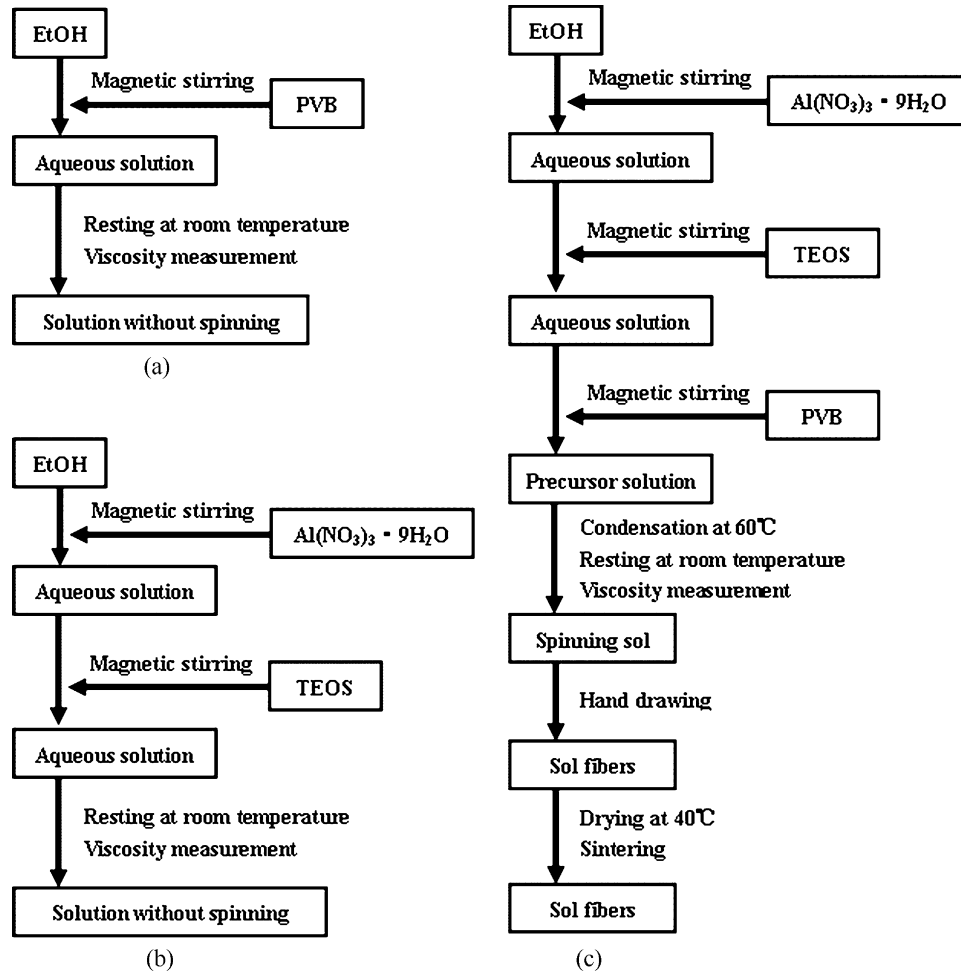 EtOH
Magnetic stirring
PVB
Aqueous solution
Resting at room temperature
Viscosity measurement
Solution without spinning
(a)
EtOH
Magnetic stirring
Al(NO₃)₃・9H₂O
Aqueous solution
Magnetic stirring
TEOS
Aqueous solution
Resting at room temperature
Viscosity measurement
Solution without spinning
(b)
EtOH
Magnetic stirring
Al(NO₃)₃・9H₂O
Aqueous solution
Magnetic stirring
TEOS
Aqueous solution
Magnetic stirring
PVB
Precursor solution
Condensation at 60℃
Resting at room temperature
Viscosity measurement
Spinning sol
Hand drawing
Sol fibers
Drying at 40℃
Sintering
Sol fibers
(c)